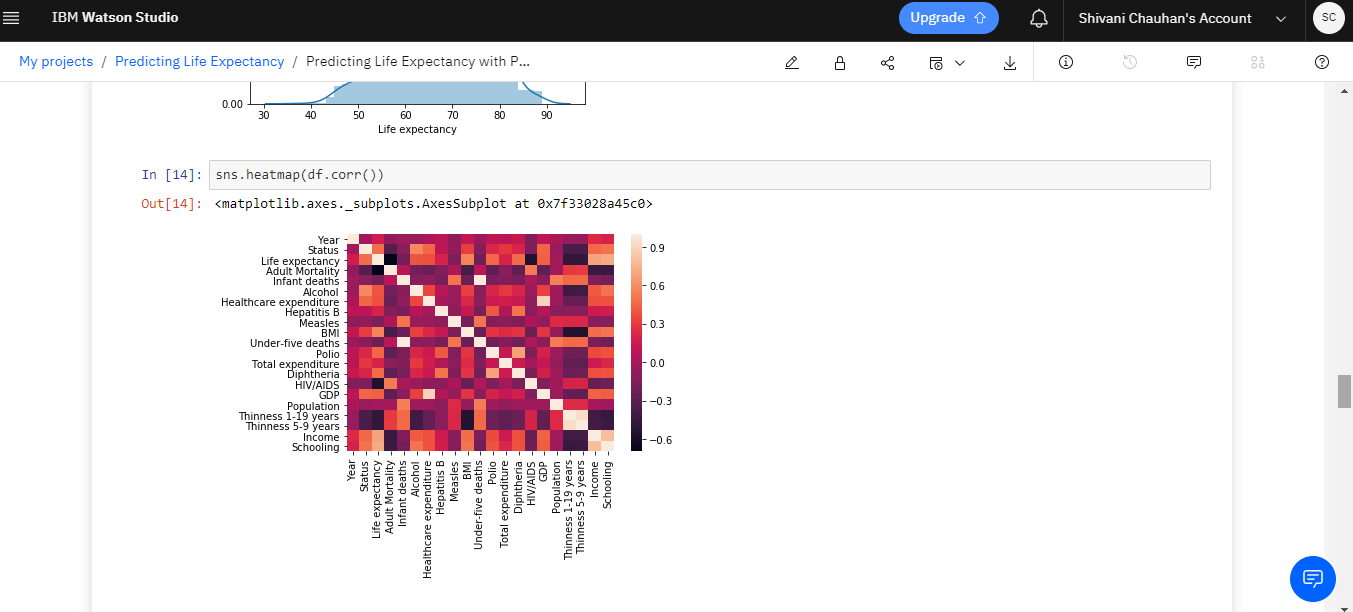 IBM Watson Studio
Upgrade
Shivani Chauhan's Account
SC
My projects / Predicting Life Expectancy / Predicting Life Expectancy with P...
0.00
30 40 50 60 70 80 90
Life expectancy
In [14]: sns.heatmap(df.corr())
Out[14]: <matplotlib.axes._subplots.AxesSubplot at 0x7f33028a45c0>
Year
Status
Life expectancy
Adult Mortality
Infant deaths
Alcohol
Healthcare expenditure
Hepatitis B
Measles
BMI
Under-five deaths
Polio
Total expenditure
Diphtheria
HIV/AIDS
GDP
Population
Thinness 1-19 years
Thinness 5-9 years
Income
Schooling
0.9
0.6
0.3
0.0
−0.3
−0.6
Year
Status
Life expectancy
Adult Mortality
Infant deaths
Alcohol
Healthcare expenditure
Hepatitis B
Measles
BMI
Under-five deaths
Polio
Total expenditure
Diphtheria
HIV/AIDS
GDP
Population
Thinness 1-19 years
Thinness 5-9 years
Income
Schooling